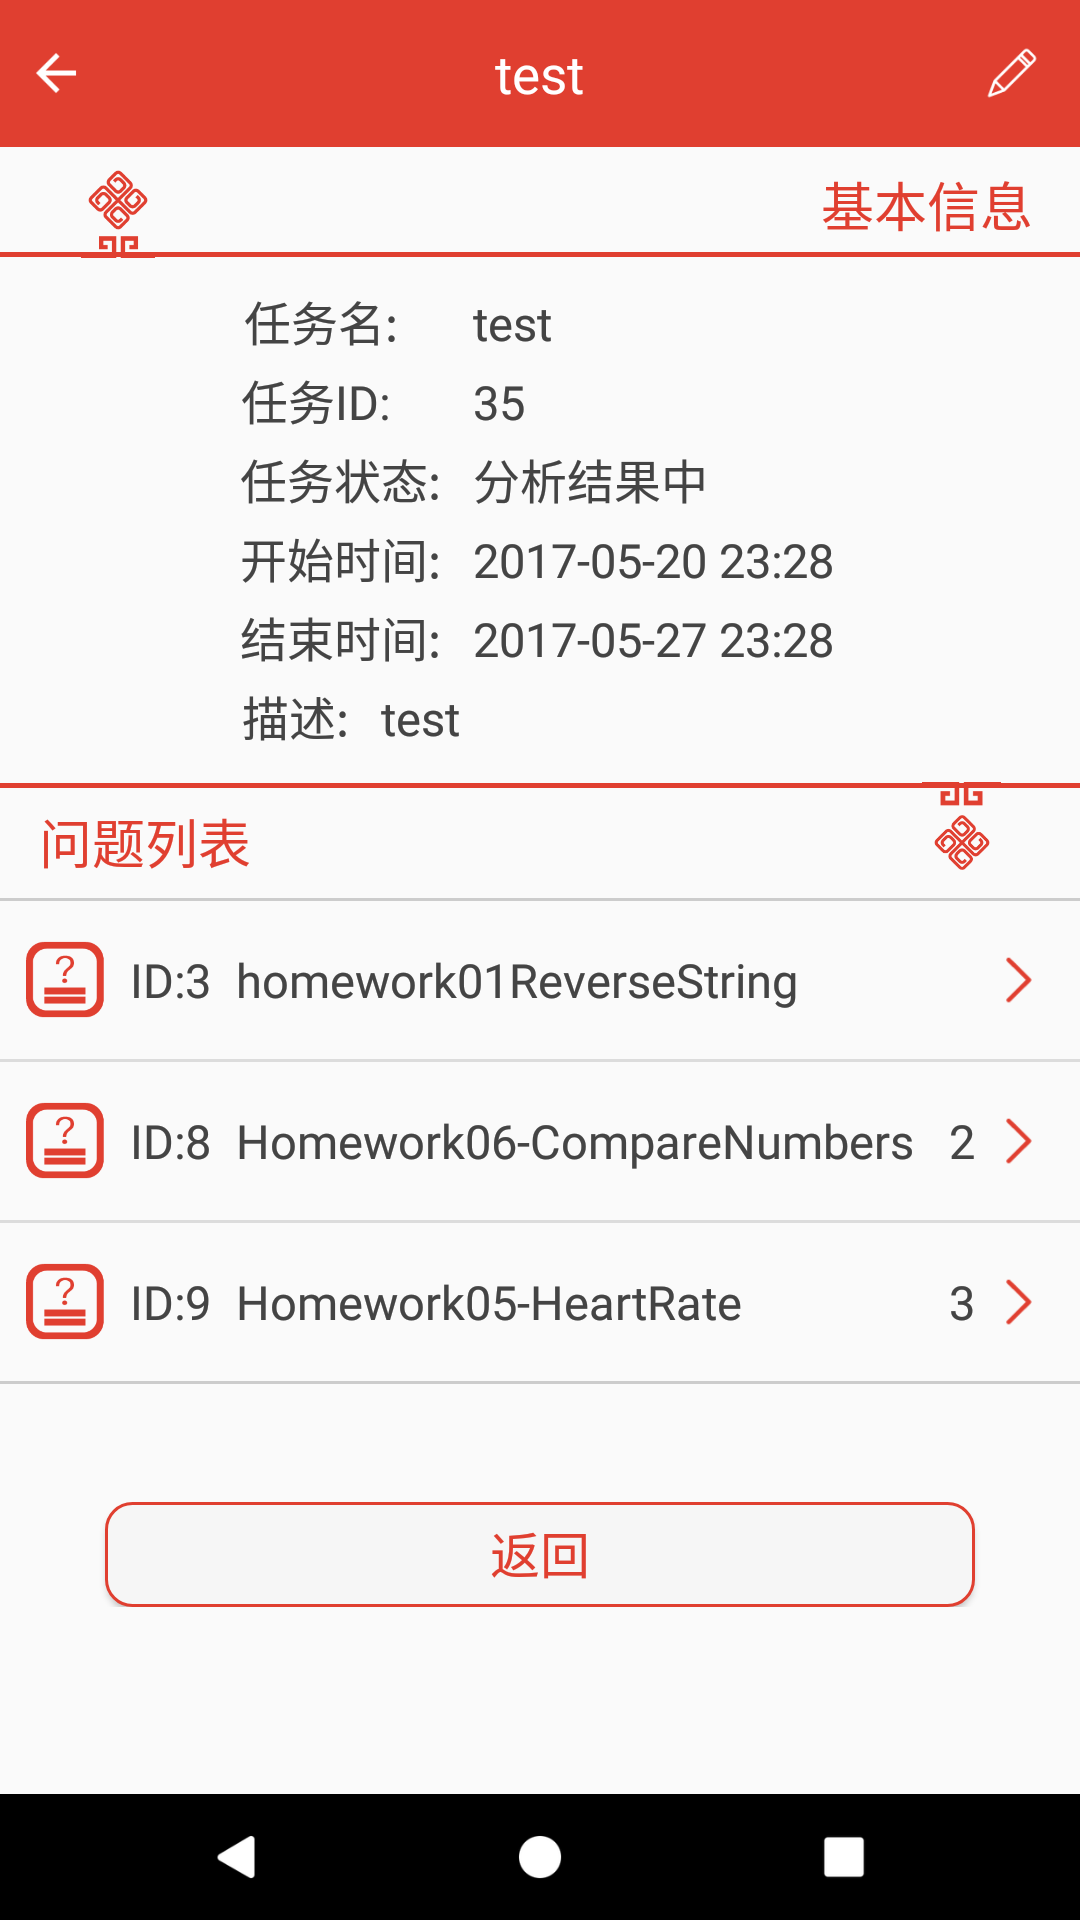 test
基本信息
任务名: test
任务ID: 35
任务状态: 分析结果中
开始时间: 2017-05-20 23:28
结束时间: 2017-05-27 23:28
描述: test
问题列表
? ID:3 homework01ReverseString
? ID:8 Homework06-CompareNumbers 2
? ID:9 Homework05-HeartRate 3
返回